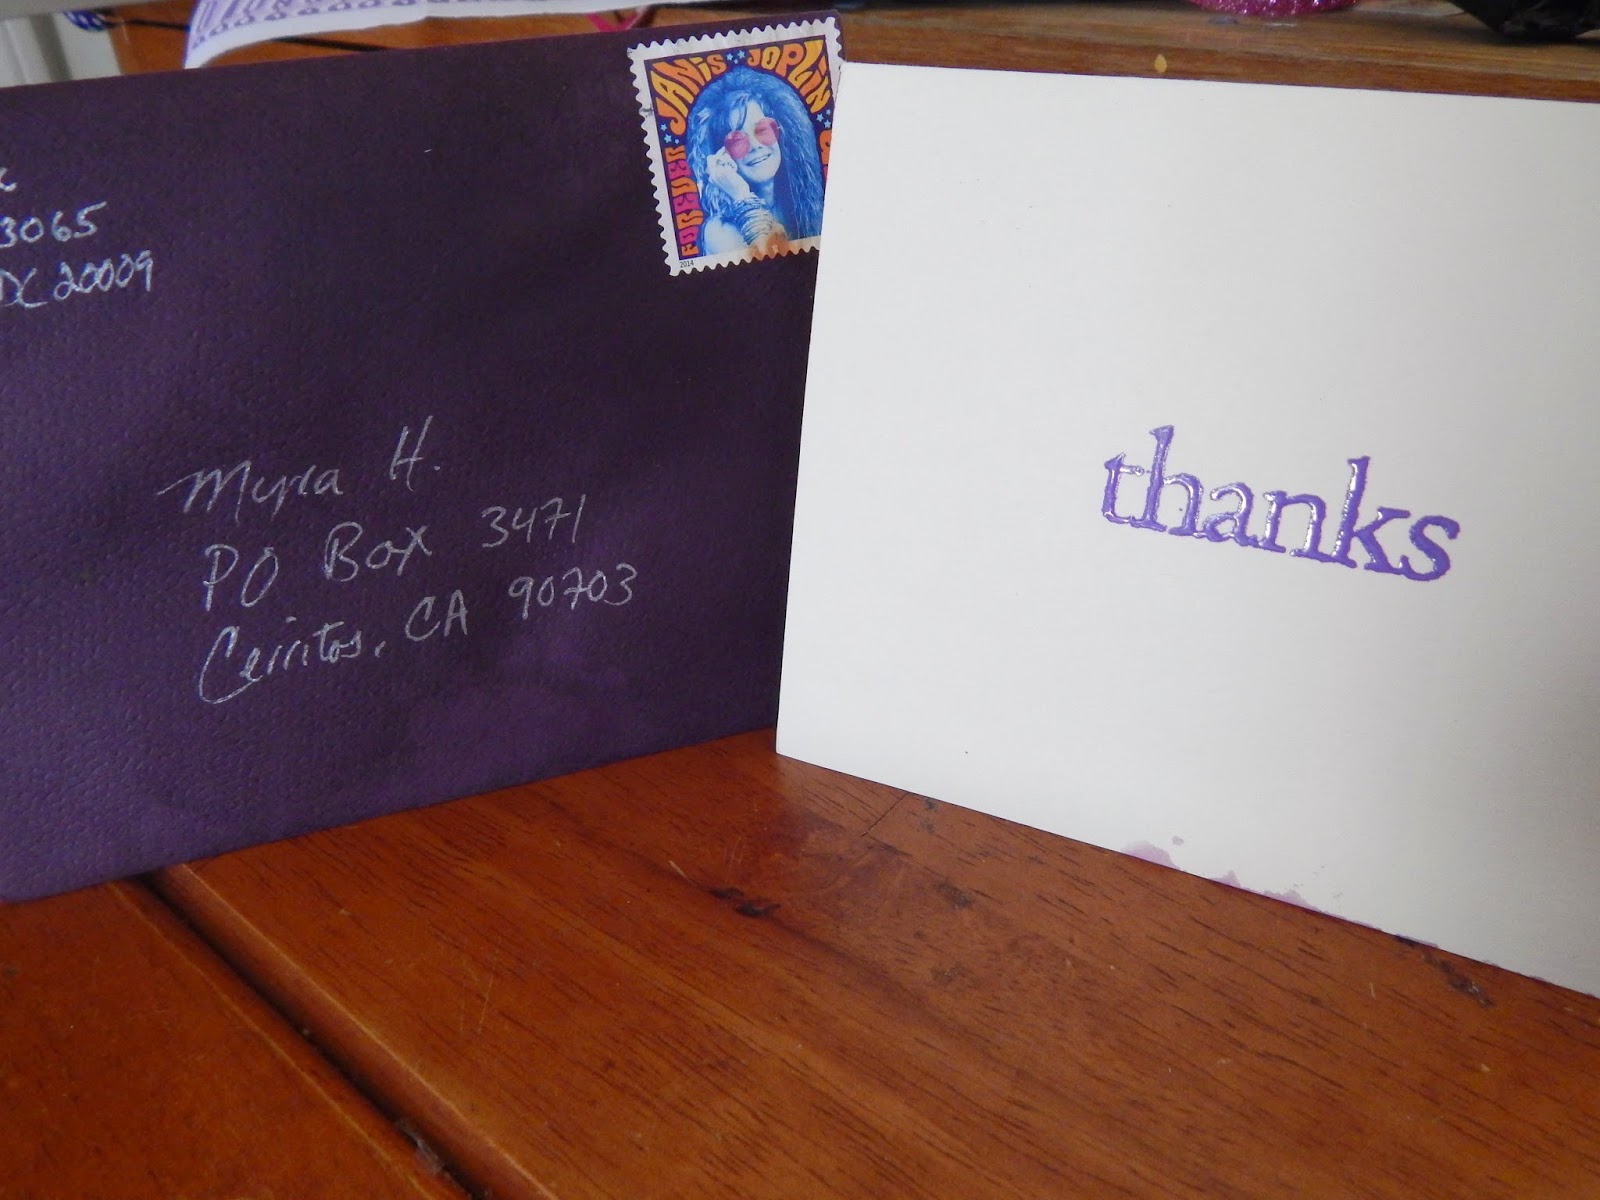 3065
DC 20009
JANIS JOPLIN
FOREVER
2014
Myra H.
PO Box 3471
Cerritos, CA 90703
thanks